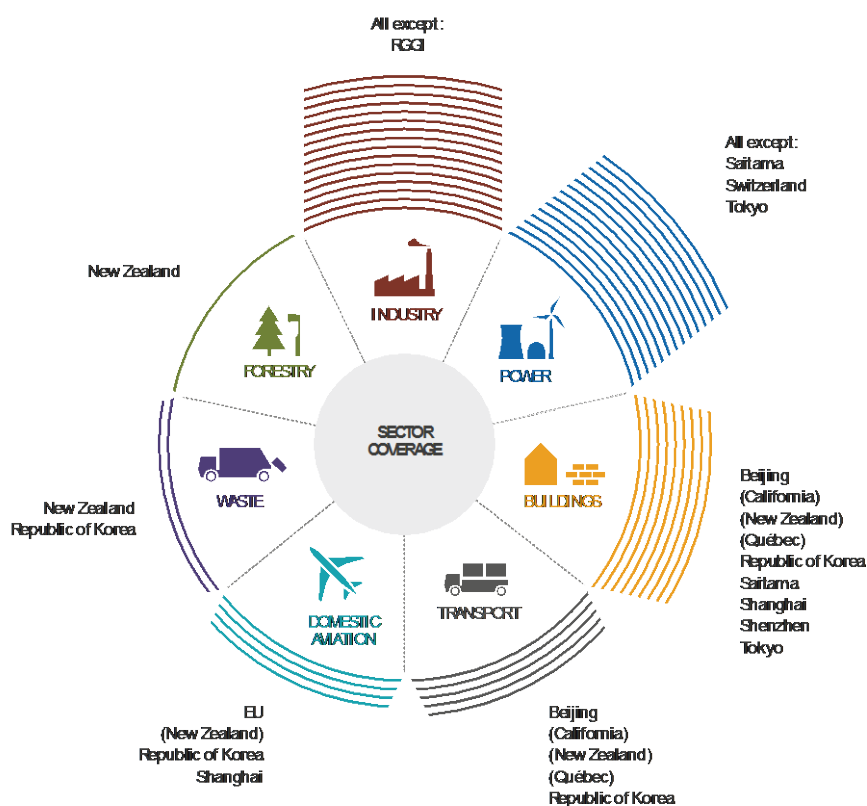 All except:
RGGI
All except:
Saitama
Switzerland
Tokyo
New Zealand
INDUSTRY
FORESTRY
POWER
SECTOR
COVERAGE
WASTE
BUILDINGS
New Zealand
Republic of Korea
Beijing
(California)
(New Zealand)
(Québec)
Republic of Korea
Saitama
Shanghai
Shenzhen
Tokyo
DOMESTIC
AVIATION
TRANSPORT
EU
(New Zealand)
Republic of Korea
Shanghai
Beijing
(California)
(New Zealand)
(Québec)
Republic of Korea